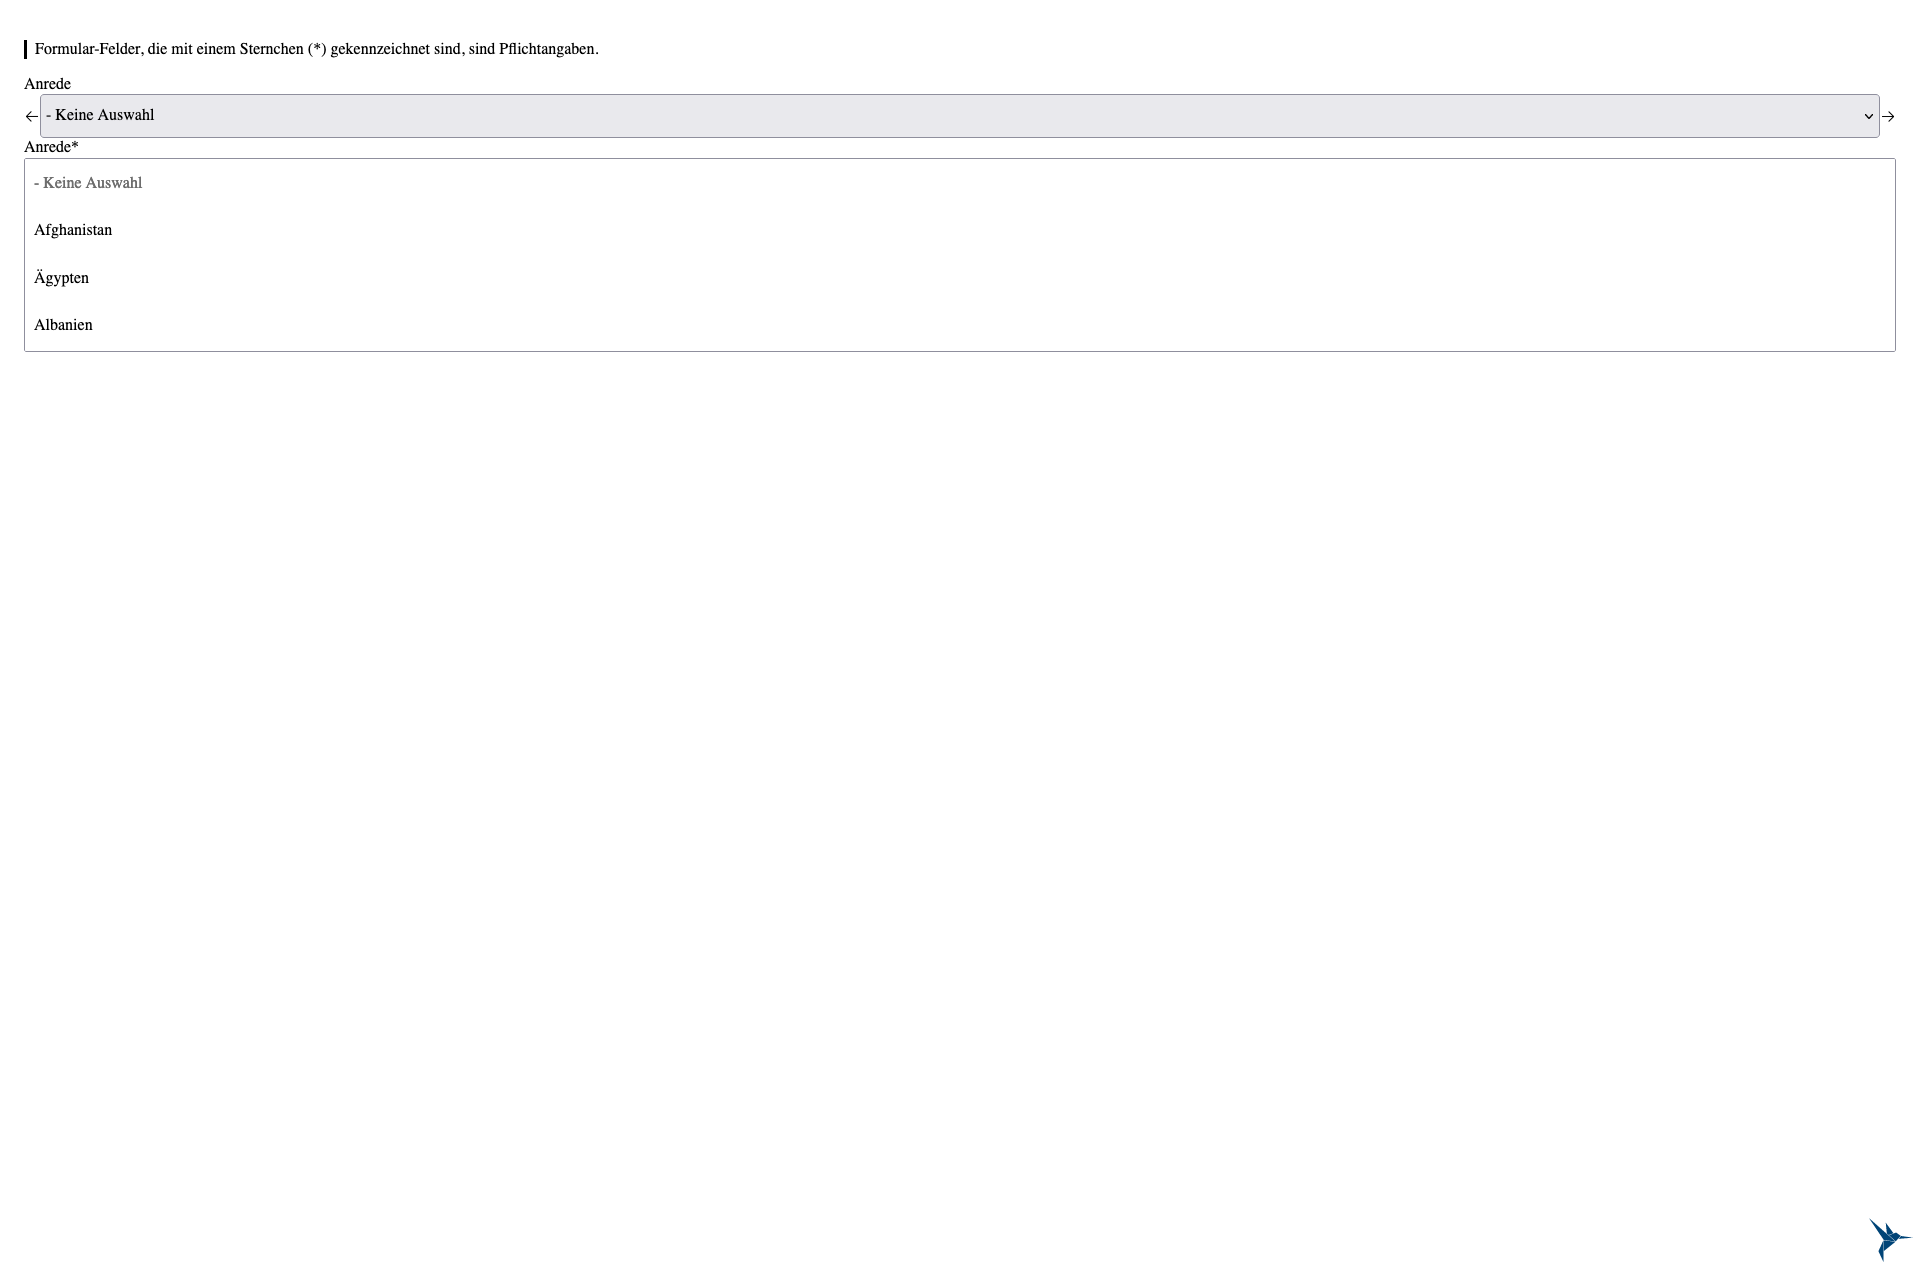 Formular-Felder, die mit einem Sternchen (*) gekennzeichnet sind, sind Pflichtangaben.
Anrede
← - Keine Auswahl →
Anrede*
- Keine Auswahl
Afghanistan
Ägypten
Albanien